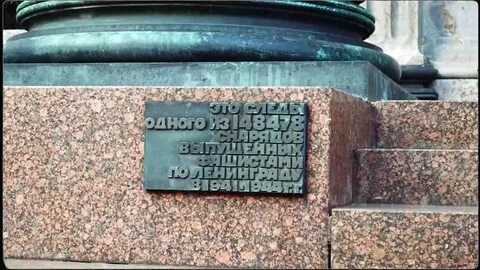 ЭТО СЛЕДЫ
ОДНОГО ИЗ 148478
СНАРЯДОВ
ВЫПУЩЕННЫХ
ФАШИСТАМИ
ПО ЛЕНИНГРАДУ
В 1941-1944 ГГ.